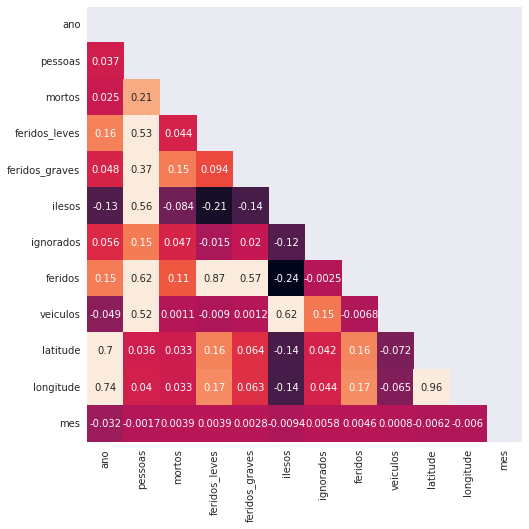 ano
pessoas 0.037
mortos 0.025 0.21
feridos_leves 0.16 0.53 0.044
feridos_graves 0.048 0.37 0.15 0.094
ilesos -0.13 0.56 -0.084 -0.21 -0.14
ignorados 0.056 0.15 0.047 -0.015 0.02 -0.12
feridos 0.15 0.62 0.11 0.87 0.57 -0.24 -0.0025
veiculos -0.049 0.52 0.0011 -0.009 0.0012 0.62 0.15 -0.0068
latitude 0.7 0.036 0.033 0.16 0.064 -0.14 0.042 0.16 -0.072
longitude 0.74 0.04 0.033 0.17 0.063 -0.14 0.044 0.17 -0.065 0.96
mes -0.032 -0.0017 0.0039 0.0039 0.0028 -0.0094 0.0058 0.0046 0.0008 -0.0062 -0.006
ano pessoas mortos feridos_leves feridos_graves ilesos ignorados feridos veiculos latitude longitude mes